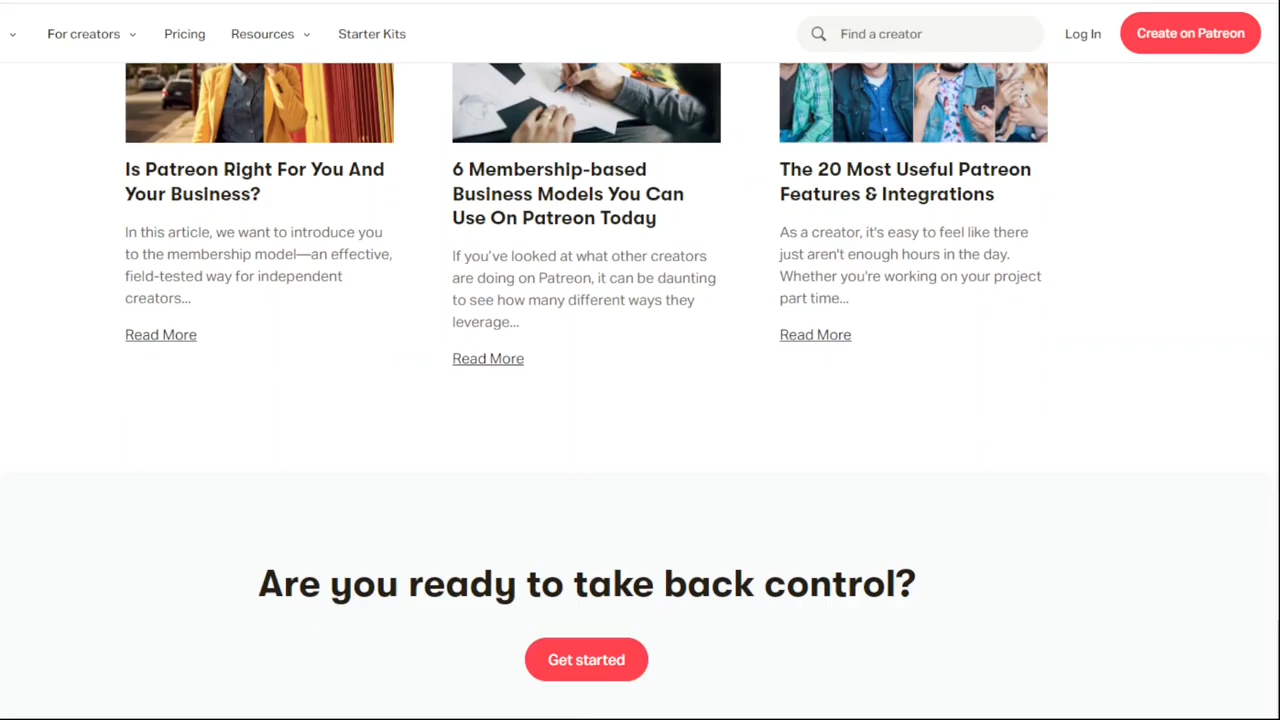 For creators
Pricing
Resources
Starter Kits
Find a creator
Log In
Create on Patreon
Is Patreon Right For You And
Your Business?
In this article, we want to introduce you
to the membership model—an effective,
field-tested way for independent
creators...
Read More
6 Membership-based
Business Models You Can
Use On Patreon Today
If you've looked at what other creators
are doing on Patreon, it can be daunting
to see how many different ways they
leverage...
Read More
The 20 Most Useful Patreon
Features & Integrations
As a creator, it's easy to feel like there
just aren't enough hours in the day.
Whether you're working on your project
part time...
Read More
Are you ready to take back control?
Get started